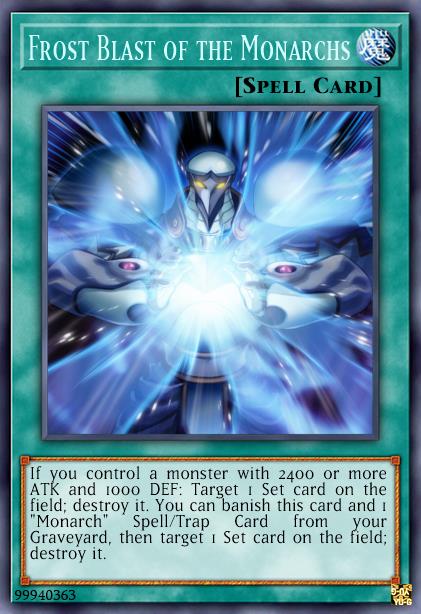 Frost Blast of the Monarchs 魔
[Spell Card]
If you control a monster with 2400 or more
ATK and 1000 DEF: Target 1 Set card on the
field; destroy it. You can banish this card and 1
"Monarch" Spell/Trap Card from your
Graveyard, then target 1 Set card on the field;
destroy it.
99940363